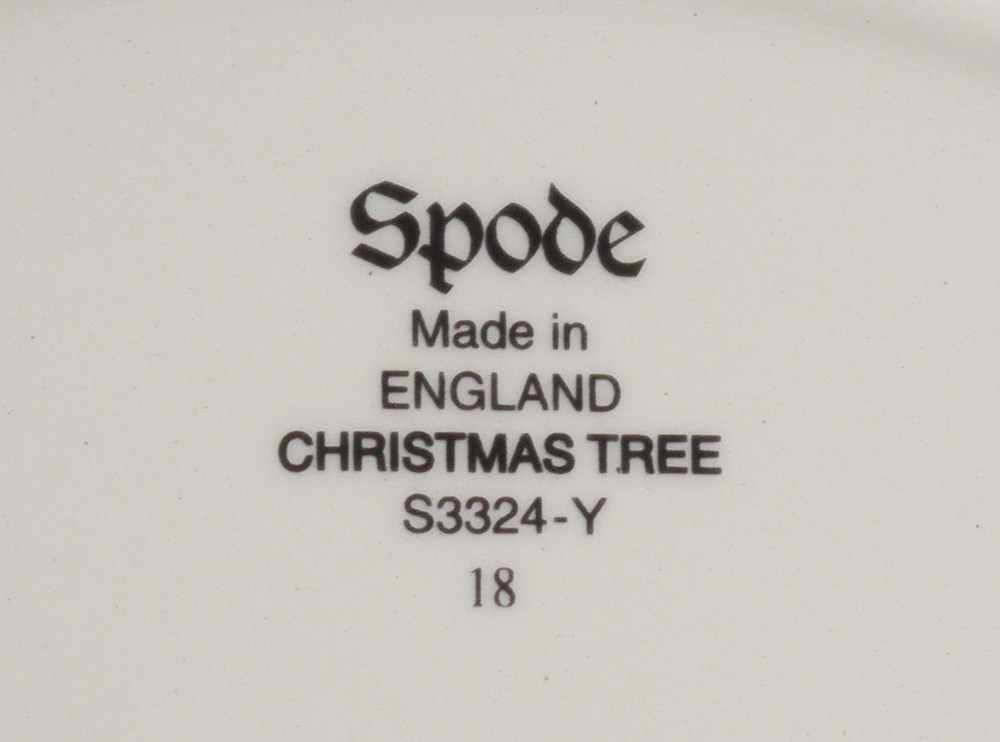 Spode
Made in
ENGLAND
CHRISTMAS TREE
S3324-Y
18